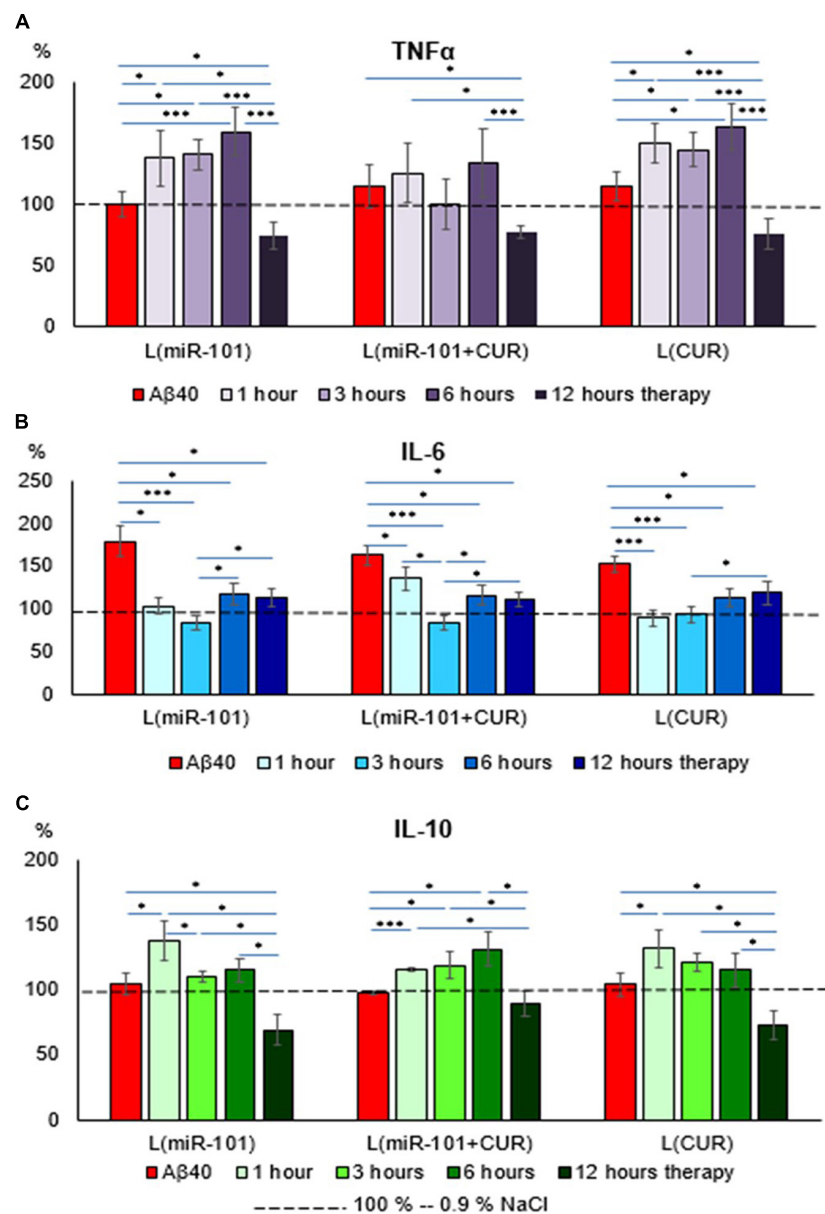 A
TNFα
%
* * * * *** *** *** ***
* * ***
* * *** * *** * ***
200
150
100
50
0
L(miR-101) L(miR-101+CUR) L(CUR)
Aβ40 1 hour 3 hours 6 hours 12 hours therapy
B
IL-6
%
* * *** * * *
* * *** * * * *
* * *** *** *
250
200
150
100
50
0
L(miR-101) L(miR-101+CUR) L(CUR)
Aβ40 1 hour 3 hours 6 hours 12 hours therapy
C
IL-10
%
* * * * * *
* * * * *** *
* * * * *
200
150
100
50
0
L(miR-101) L(miR-101+CUR) L(CUR)
Aβ40 1 hour 3 hours 6 hours 12 hours therapy
100 % -- 0.9 % NaCl